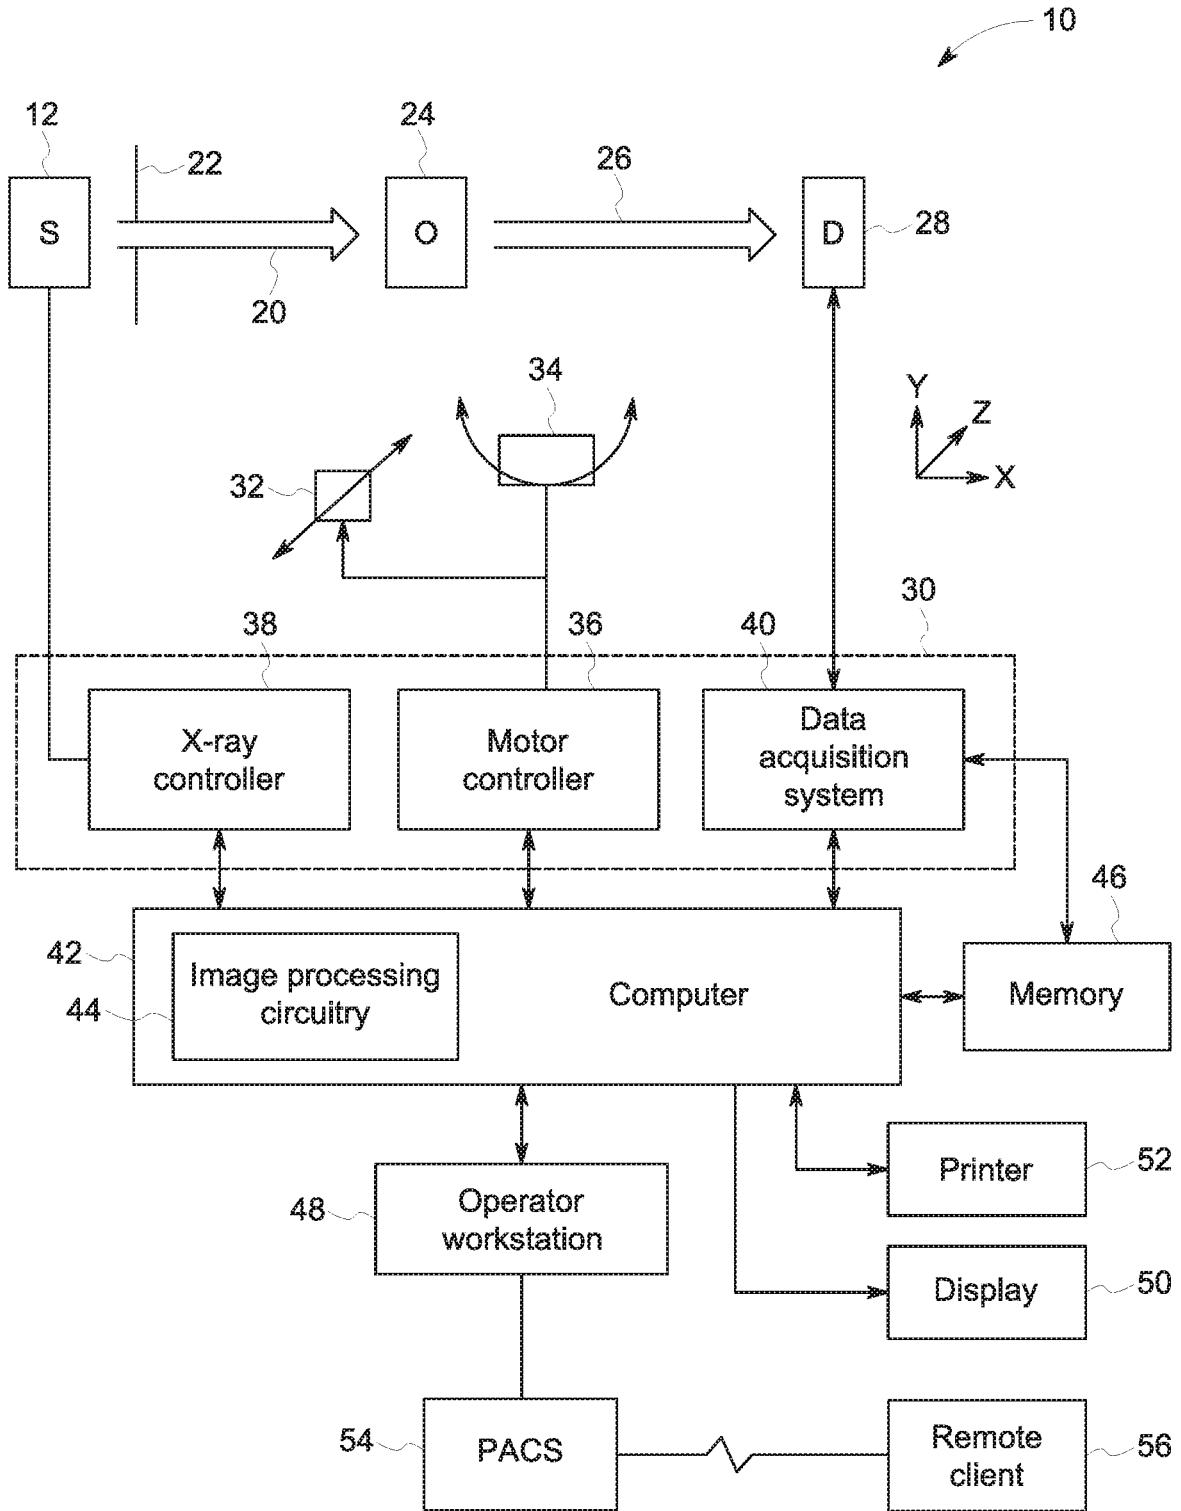 10
12
22
24
26
S
O
D
28
20
34
Y
Z
X
32
30
38
36
40
X-ray
controller
Motor
controller
Data
acquisition
system
46
42
Image processing
circuitry
44
Computer
Memory
Printer
52
48
Operator
workstation
Display
50
54
PACS
Remote
client
56